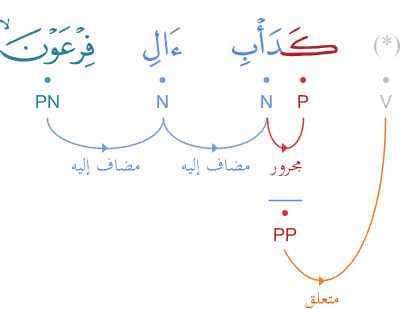 (*) كَدَأْبِ ءَالِ فِرْعَوْنَ ۙ
V P N N PN
مجرور مضاف إليه مضاف إليه
PP
متعلق